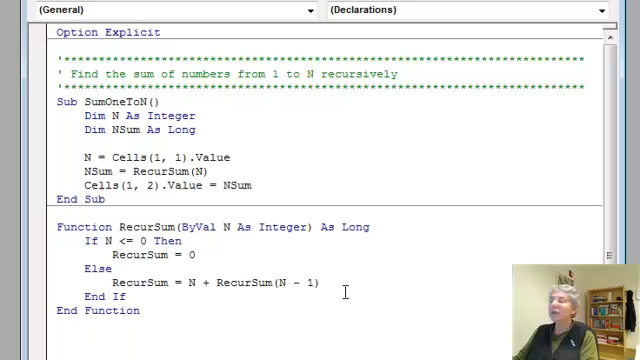 (General) (Declarations)
Option Explicit
'***************************************************************************
' Find the sum of numbers from 1 to N recursively
'***************************************************************************
Sub SumOneToN()
Dim N As Integer
Dim NSum As Long
N = Cells(1, 1).Value
NSum = RecurSum(N)
Cells(1, 2).Value = NSum
End Sub
Function RecurSum(ByVal N As Integer) As Long
If N <= 0 Then
RecurSum = 0
Else
RecurSum = N + RecurSum(N - 1)
End If
End Function